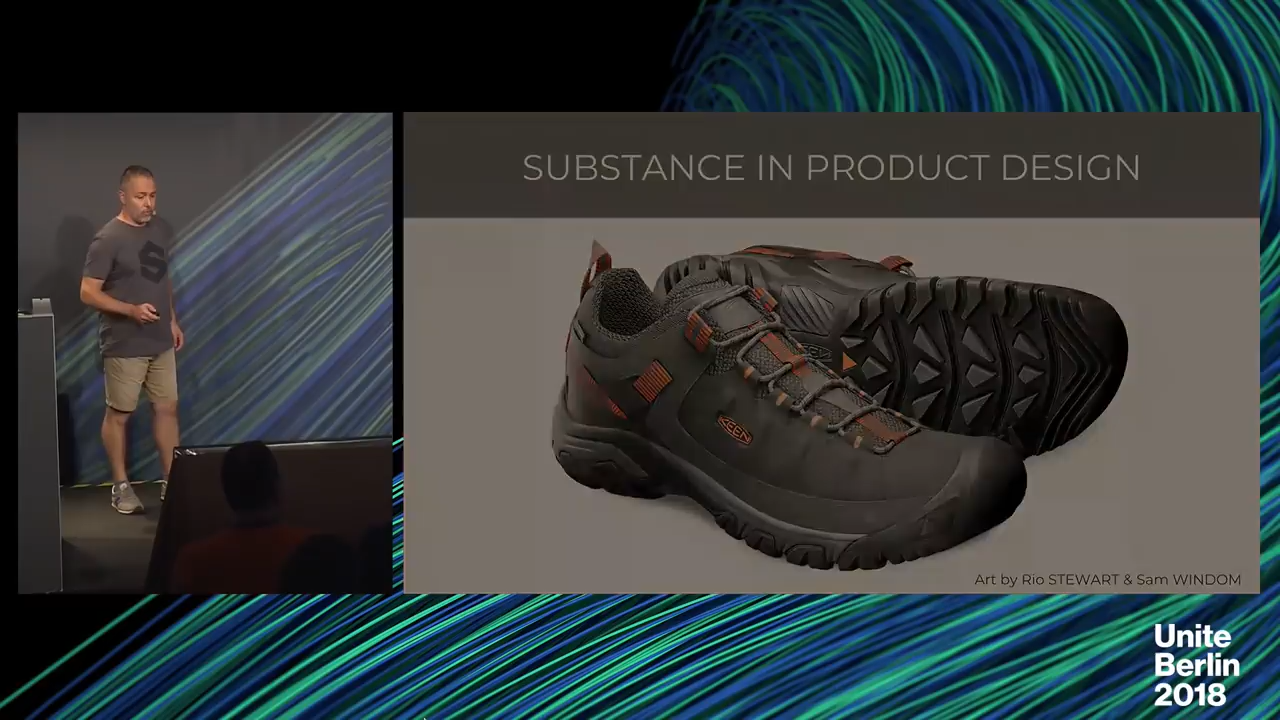 SUBSTANCE IN PRODUCT DESIGN
KEEN
Art by Rio STEWART & Sam WINDOM
Unite
Berlin
2018